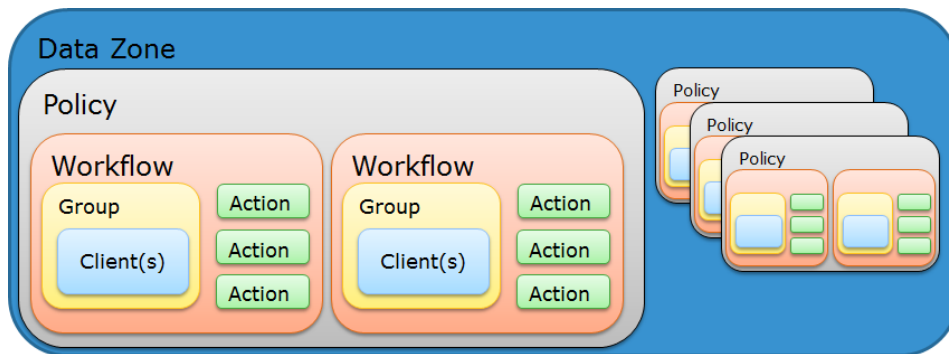 Data Zone
Policy
Workflow
Group
Client(s)
Action
Action
Action
Workflow
Group
Client(s)
Action
Action
Action
Policy
Policy
Policy